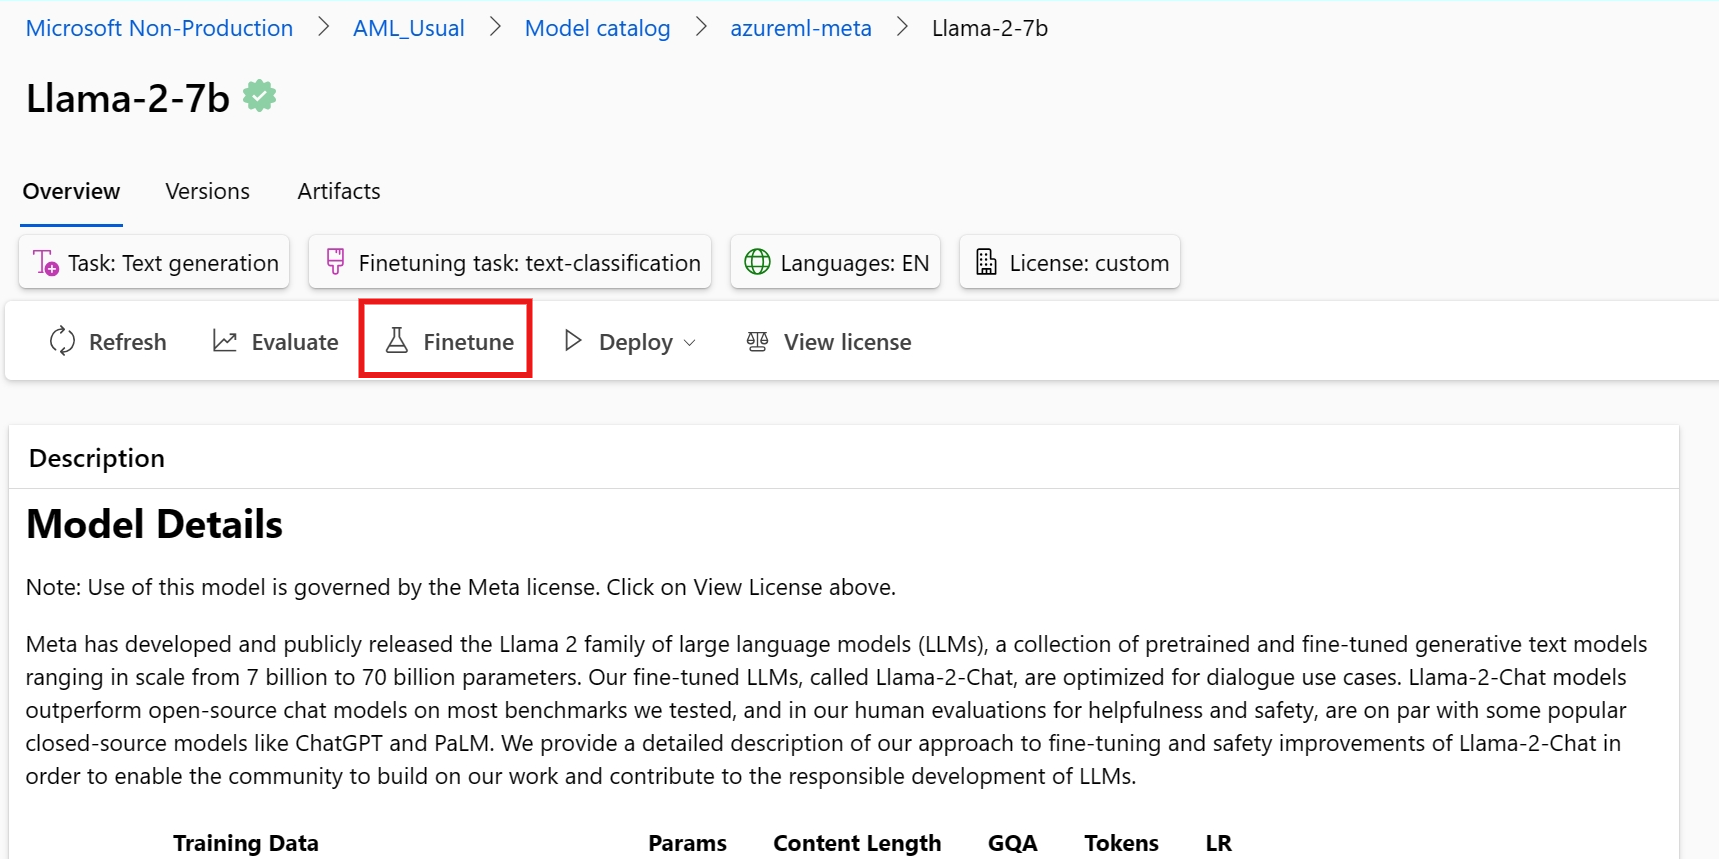 Microsoft Non-Production > AML_Usual > Model catalog > azureml-meta > Llama-2-7b
Llama-2-7b
Overview Versions Artifacts
Task: Text generation Finetuning task: text-classification Languages: EN License: custom
Refresh Evaluate Finetune Deploy View license
Description
Model Details
Note: Use of this model is governed by the Meta license. Click on View License above.
Meta has developed and publicly released the Llama 2 family of large language models (LLMs), a collection of pretrained and fine-tuned generative text models
ranging in scale from 7 billion to 70 billion parameters. Our fine-tuned LLMs, called Llama-2-Chat, are optimized for dialogue use cases. Llama-2-Chat models
outperform open-source chat models on most benchmarks we tested, and in our human evaluations for helpfulness and safety, are on par with some popular
closed-source models like ChatGPT and PaLM. We provide a detailed description of our approach to fine-tuning and safety improvements of Llama-2-Chat in
order to enable the community to build on our work and contribute to the responsible development of LLMs.
Training Data Params Content Length GQA Tokens LR